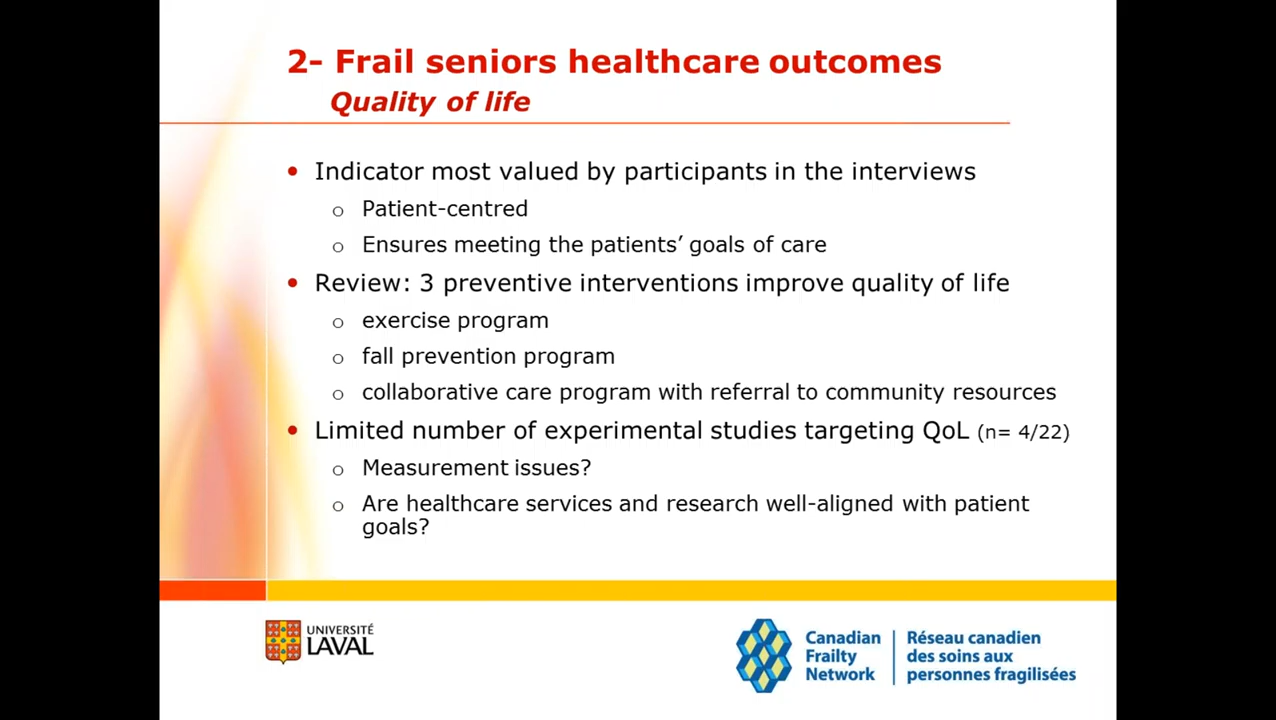 2- Frail seniors healthcare outcomes
Quality of life
• Indicator most valued by participants in the interviews
o Patient-centred
o Ensures meeting the patients’ goals of care
• Review: 3 preventive interventions improve quality of life
o exercise program
o fall prevention program
o collaborative care program with referral to community resources
• Limited number of experimental studies targeting QoL (n= 4/22)
o Measurement issues?
o Are healthcare services and research well-aligned with patient
goals?
UNIVERSITÉ
LAVAL
Canadian
Frailty
Network
Réseau canadien
des soins aux
personnes fragilisées